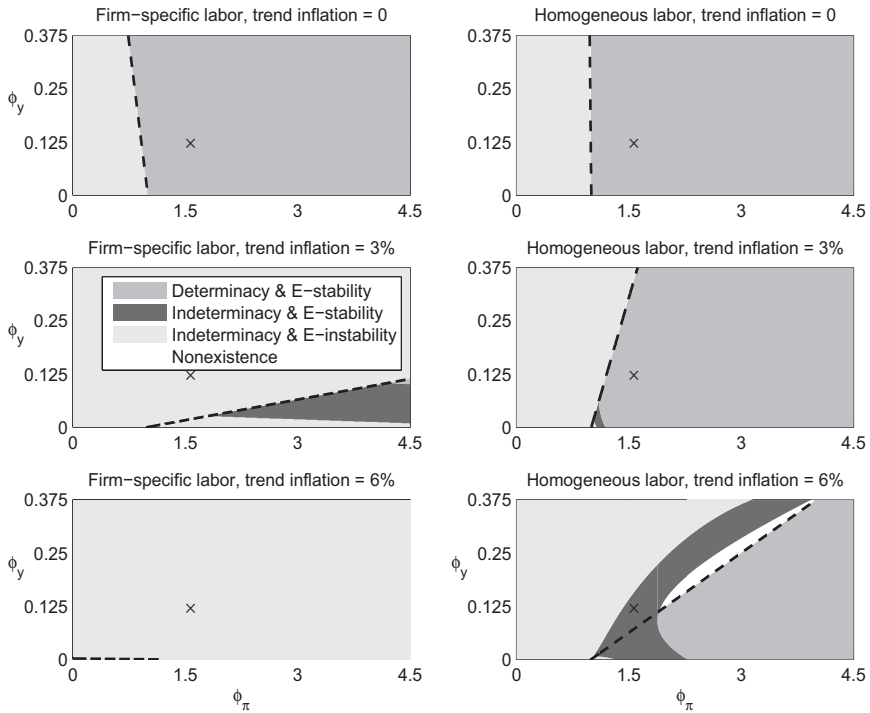 Firm−specific labor, trend inflation = 0
0.375
0.25
ϕy
0.125
0
0 1.5 3 4.5
Homogeneous labor, trend inflation = 0
0.375
0.25
0.125
0
0 1.5 3 4.5
Firm−specific labor, trend inflation = 3%
0.375
0.25
ϕy
0.125
0
Determinacy & E−stability
Indeterminacy & E−stability
Indeterminacy & E−instability
Nonexistence
0 1.5 3 4.5
Homogeneous labor, trend inflation = 3%
0.375
0.25
0.125
0
0 1.5 3 4.5
Firm−specific labor, trend inflation = 6%
0.375
0.25
ϕy
0.125
0
0 1.5 3 4.5
ϕπ
Homogeneous labor, trend inflation = 6%
0.375
0.25
ϕy
0.125
0
0 1.5 3 4.5
ϕπ